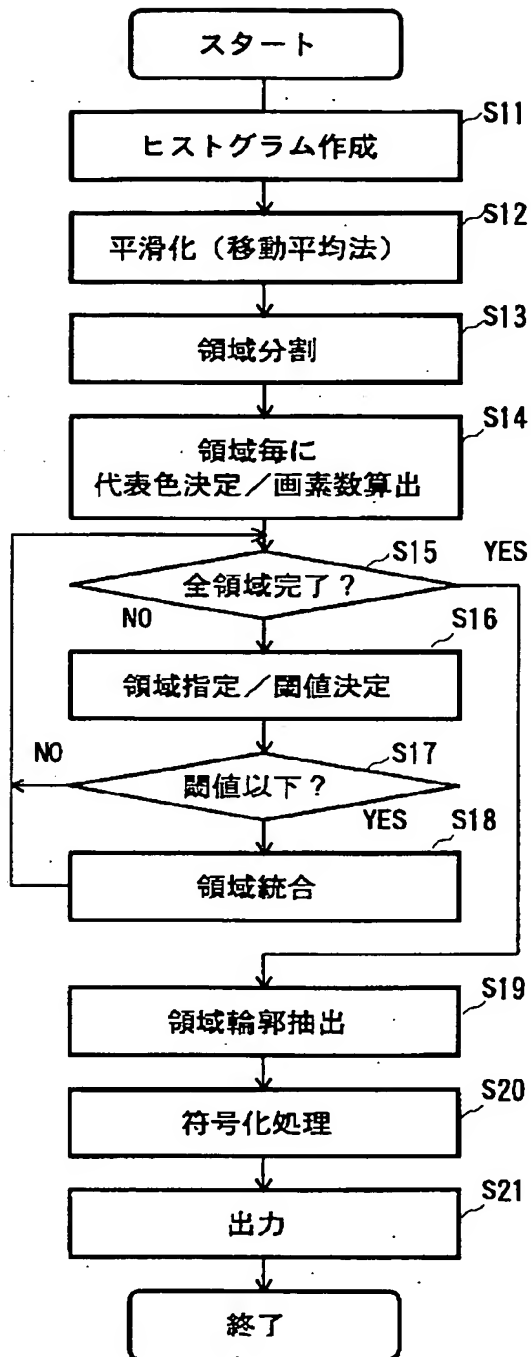 スタート
S11
ヒストグラム作成
S12
平滑化（移動平均法）
S13
領域分割
S14
領域毎に
代表色決定／画素数算出
S15
YES
全領域完了？
NO
S16
領域指定／閾値決定
NO
S17
閾値以下？
YES
S18
領域統合
S19
領域輪郭抽出
S20
符号化処理
S21
出力
終了